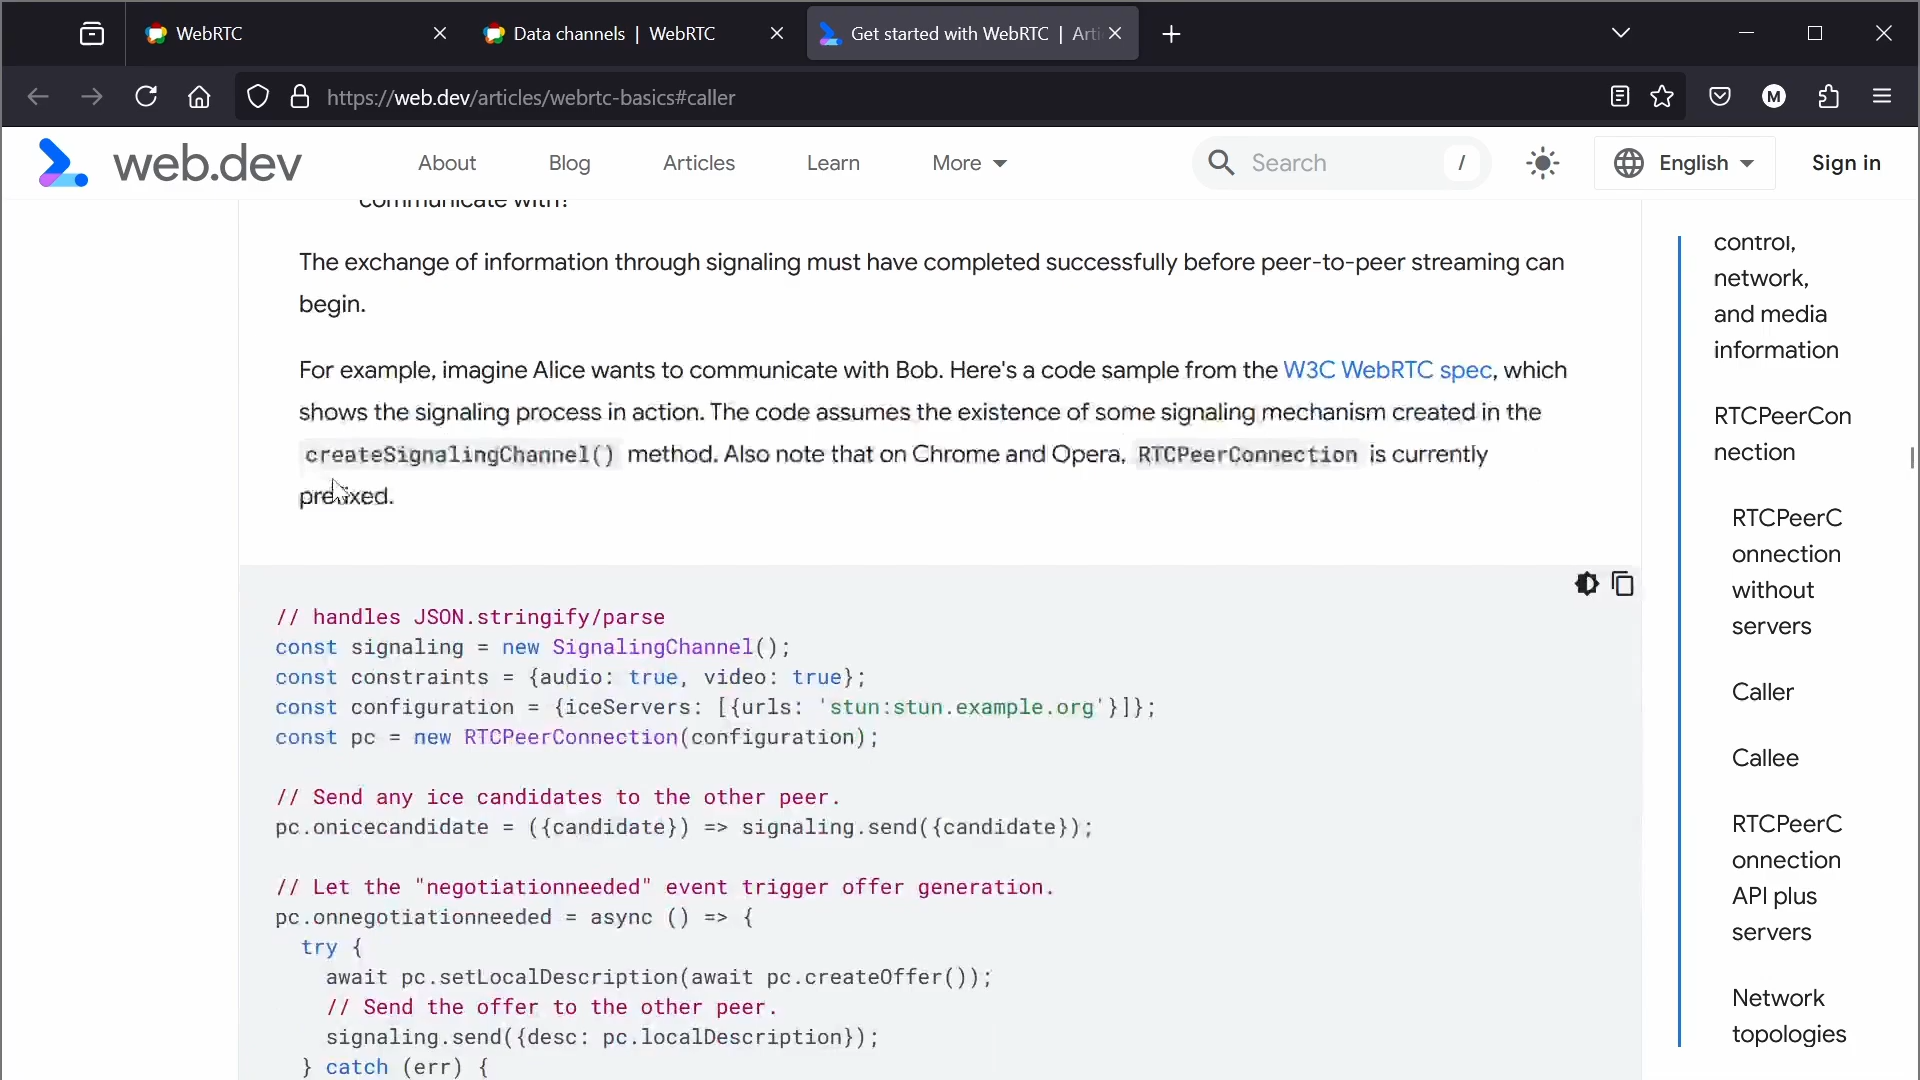 WebRTC
Data channels | WebRTC
Get started with WebRTC | Arti
https://web.dev/articles/webrtc-basics#caller
M
web.dev
About
Blog
Articles
Learn
More
Search
/
English
Sign in
communicate with?
The exchange of information through signaling must have completed successfully before peer-to-peer streaming can
begin.
For example, imagine Alice wants to communicate with Bob. Here's a code sample from the W3C WebRTC spec, which
shows the signaling process in action. The code assumes the existence of some signaling mechanism created in the
createSignalingChannel() method. Also note that on Chrome and Opera, RTCPeerConnection is currently
prefixed.
// handles JSON.stringify/parse
const signaling = new SignalingChannel();
const constraints = {audio: true, video: true};
const configuration = {iceServers: [{urls: 'stun:stun.example.org'}]};
const pc = new RTCPeerConnection(configuration);
// Send any ice candidates to the other peer.
pc.onicecandidate = ({candidate}) => signaling.send({candidate});
// Let the "negotiationneeded" event trigger offer generation.
pc.onnegotiationneeded = async () => {
try {
await pc.setLocalDescription(await pc.createOffer());
// Send the offer to the other peer.
signaling.send({desc: pc.localDescription});
} catch (err) {
control,
network,
and media
information
RTCPeerCon
nection
RTCPeerC
onnection
without
servers
Caller
Callee
RTCPeerC
onnection
API plus
servers
Network
topologies